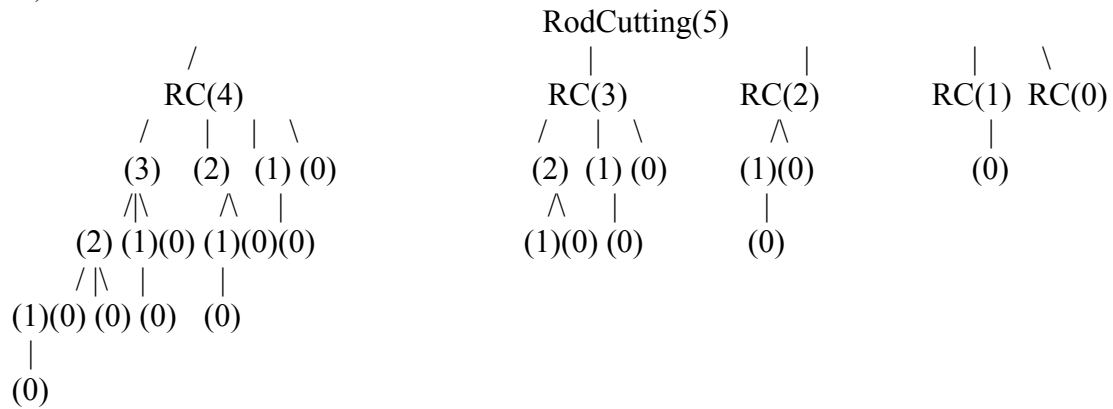 RodCutting(5)
/ | | | \
RC(4) RC(3) RC(2) RC(1) RC(0)
/ | | \ / | \ /\ |
(3) (2) (1) (0) (2) (1) (0) (1)(0) (0)
/|\ /\ | /\ | |
(2) (1)(0) (1)(0)(0) (1)(0) (0) (0)
/ | \ | |
(1)(0) (0) (0) (0)
|
(0)